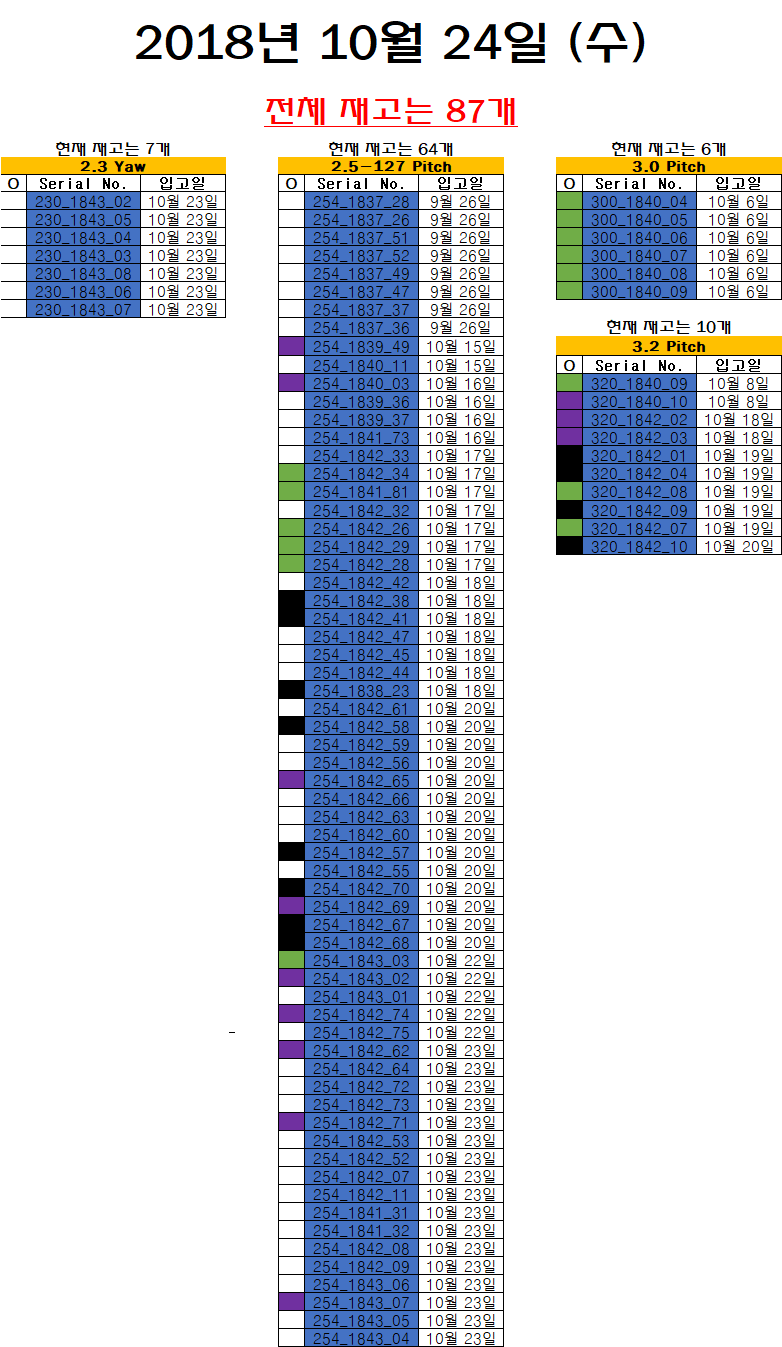 2018년 10월 24일 (수)
전체 재고는 87개
현재 재고는 7개
2.3 Yaw
O Serial No. 입고일
230_1843_02 10월 23일
230_1843_05 10월 23일
230_1843_04 10월 23일
230_1843_03 10월 23일
230_1843_08 10월 23일
230_1843_06 10월 23일
230_1843_07 10월 23일
현재 재고는 64개
2.5-127 Pitch
O Serial No. 입고일
254_1837_28 9월 26일
254_1837_26 9월 26일
254_1837_51 9월 26일
254_1837_52 9월 26일
254_1837_49 9월 26일
254_1837_47 9월 26일
254_1837_37 9월 26일
254_1837_36 9월 26일
254_1839_49 10월 15일
254_1840_11 10월 15일
254_1840_03 10월 16일
254_1839_36 10월 16일
254_1839_37 10월 16일
254_1841_73 10월 16일
254_1842_33 10월 17일
254_1842_34 10월 17일
254_1841_81 10월 17일
254_1842_32 10월 17일
254_1842_26 10월 17일
254_1842_29 10월 17일
254_1842_28 10월 17일
254_1842_42 10월 18일
254_1842_38 10월 18일
254_1842_41 10월 18일
254_1842_47 10월 18일
254_1842_45 10월 18일
254_1842_44 10월 18일
254_1838_23 10월 18일
254_1842_61 10월 20일
254_1842_58 10월 20일
254_1842_59 10월 20일
254_1842_56 10월 20일
254_1842_65 10월 20일
254_1842_66 10월 20일
254_1842_63 10월 20일
254_1842_60 10월 20일
254_1842_57 10월 20일
254_1842_55 10월 20일
254_1842_70 10월 20일
254_1842_69 10월 20일
254_1842_67 10월 20일
254_1842_68 10월 20일
254_1843_03 10월 22일
254_1843_02 10월 22일
254_1843_01 10월 22일
254_1842_74 10월 22일
254_1842_75 10월 22일
254_1842_62 10월 23일
254_1842_64 10월 23일
254_1842_72 10월 23일
254_1842_73 10월 23일
254_1842_71 10월 23일
254_1842_53 10월 23일
254_1842_52 10월 23일
254_1842_07 10월 23일
254_1842_11 10월 23일
254_1841_31 10월 23일
254_1841_32 10월 23일
254_1842_08 10월 23일
254_1842_09 10월 23일
254_1843_06 10월 23일
254_1843_07 10월 23일
254_1843_05 10월 23일
254_1843_04 10월 23일
현재 재고는 6개
3.0 Pitch
O Serial No. 입고일
300_1840_04 10월 6일
300_1840_05 10월 6일
300_1840_06 10월 6일
300_1840_07 10월 6일
300_1840_08 10월 6일
300_1840_09 10월 6일
현재 재고는 10개
3.2 Pitch
O Serial No. 입고일
320_1840_09 10월 8일
320_1840_10 10월 8일
320_1842_02 10월 18일
320_1842_03 10월 18일
320_1842_01 10월 19일
320_1842_04 10월 19일
320_1842_08 10월 19일
320_1842_09 10월 19일
320_1842_07 10월 19일
320_1842_10 10월 20일